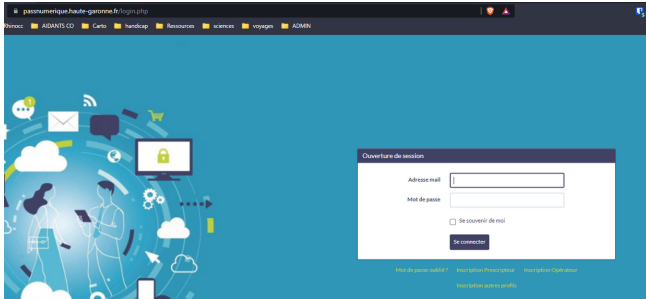 passnumerique.haute-garonne.fr/login.php
Khinocc AIDANTS CO Carto handicap Ressources sciences voyages ADMIN
Ouverture de session
Adresse mail
Mot de passe
Se souvenir de moi
Se connecter
Mot de passe oublié ? Inscription Prescripteur Inscription Opérateur
Inscription autres profils